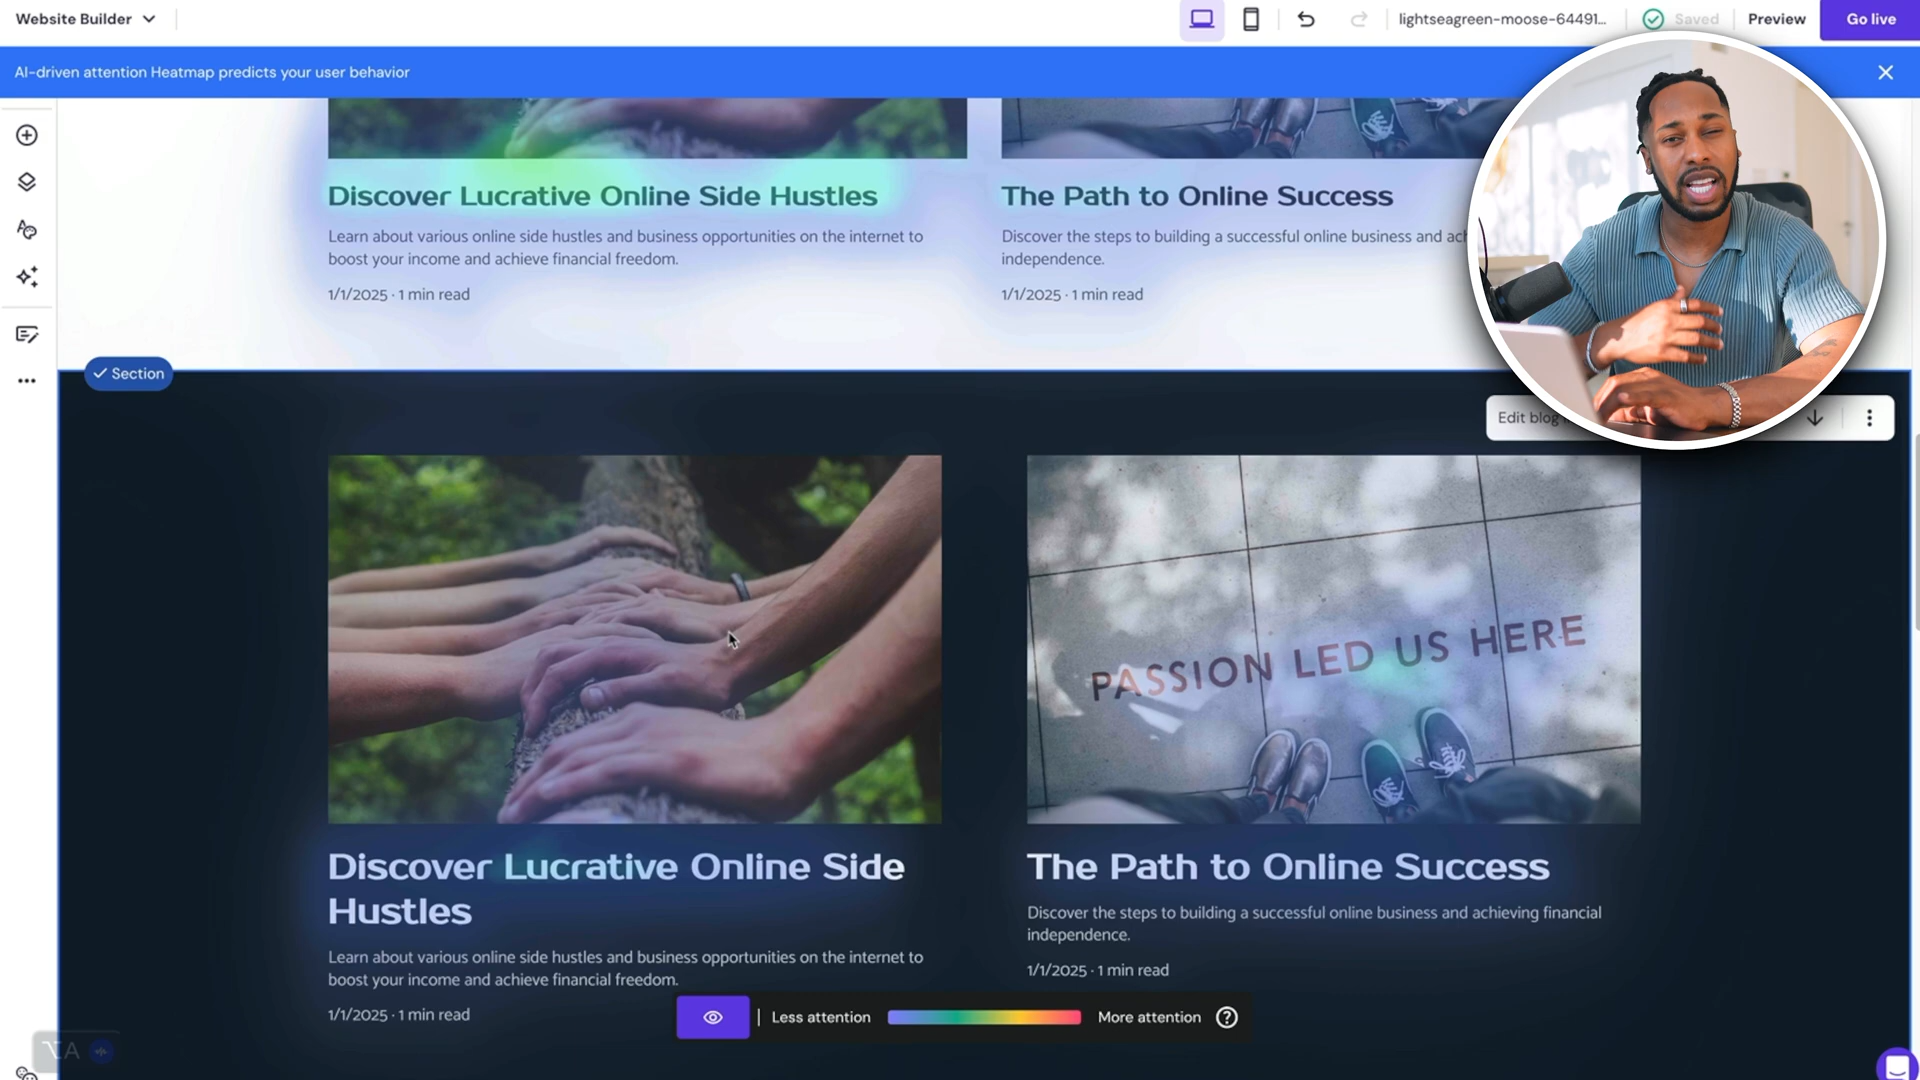 Website Builder
lightseagreen-moose-64491...
Saved
Preview
Go live
AI-driven attention Heatmap predicts your user behavior
Discover Lucrative Online Side Hustles
Learn about various online side hustles and business opportunities on the internet to
boost your income and achieve financial freedom.
1/1/2025 · 1 min read
The Path to Online Success
Discover the steps to building a successful online business and ach
independence.
1/1/2025 · 1 min read
Section
Edit blog
PASSION LED US HERE
Discover Lucrative Online Side
Hustles
Learn about various online side hustles and business opportunities on the internet to
boost your income and achieve financial freedom.
1/1/2025 · 1 min read
The Path to Online Success
Discover the steps to building a successful online business and achieving financial
independence.
1/1/2025 · 1 min read
Less attention
More attention
⌥A